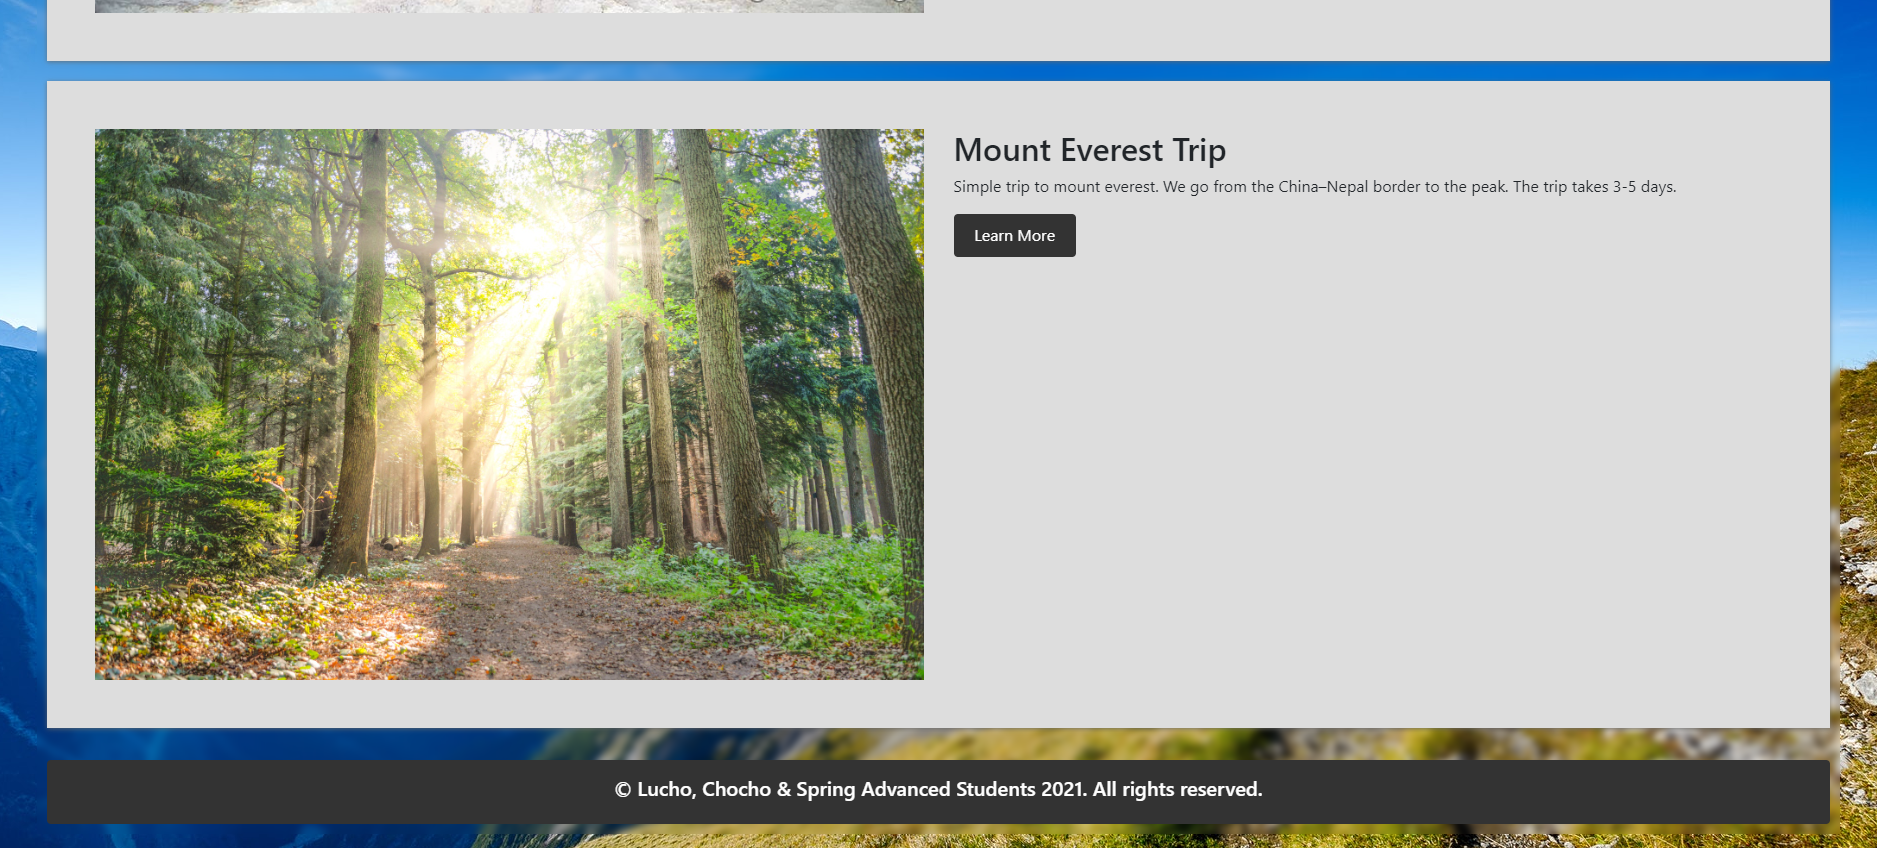 Mount Everest Trip
Simple trip to mount everest. We go from the China–Nepal border to the peak. The trip takes 3-5 days.
Learn More
© Lucho, Chocho & Spring Advanced Students 2021. All rights reserved.